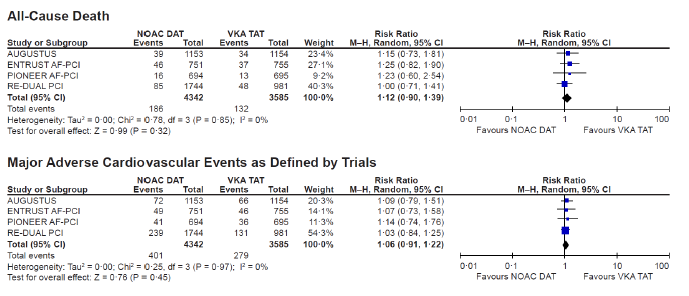 All-Cause Death
NOAC DAT VKA TAT Risk Ratio Risk Ratio
Study or Subgroup Events Total Events Total Weight M–H, Random, 95% CI M–H, Random, 95% CI
AUGUSTUS 39 1153 34 1154 23·4% 1·15 (0·73, 1·81)
ENTRUST AF-PCI 46 751 37 755 27·1% 1·25 (0·82, 1·90)
PIONEER AF-PCI 16 694 13 695 9·2% 1·23 (0·60, 2·54)
RE-DUAL PCI 85 1744 48 981 40·3% 1·00 (0·71, 1·41)
Total (95% CI) 4342 3585 100·0% 1·12 (0·90, 1·39)
Total events 186 132
Heterogeneity: Tau² = 0·00; Chi² = 0·78, df = 3 (P = 0·85); I² = 0%
Test for overall effect: Z = 0·99 (P = 0·32)
0·01 0·1 1 10 100
Favours NOAC DAT Favours VKA TAT
Major Adverse Cardiovascular Events as Defined by Trials
NOAC DAT VKA TAT Risk Ratio Risk Ratio
Study or Subgroup Events Total Events Total Weight M–H, Random, 95% CI M–H, Random, 95% CI
AUGUSTUS 72 1153 66 1154 20·3% 1·09 (0·79, 1·51)
ENTRUST AF-PCI 49 751 46 755 14·1% 1·07 (0·73, 1·58)
PIONEER AF-PCI 41 694 36 695 11·3% 1·14 (0·74, 1·76)
RE-DUAL PCI 239 1744 131 981 54·3% 1·03 (0·84, 1·25)
Total (95% CI) 4342 3585 100·0% 1·06 (0·91, 1·22)
Total events 401 279
Heterogeneity: Tau² = 0·00; Chi² = 0·25, df = 3 (P = 0·97); I² = 0%
Test for overall effect: Z = 0·76 (P = 0·45)
0·01 0·1 1 10 100
Favours NOAC DAT Favours VKA TAT